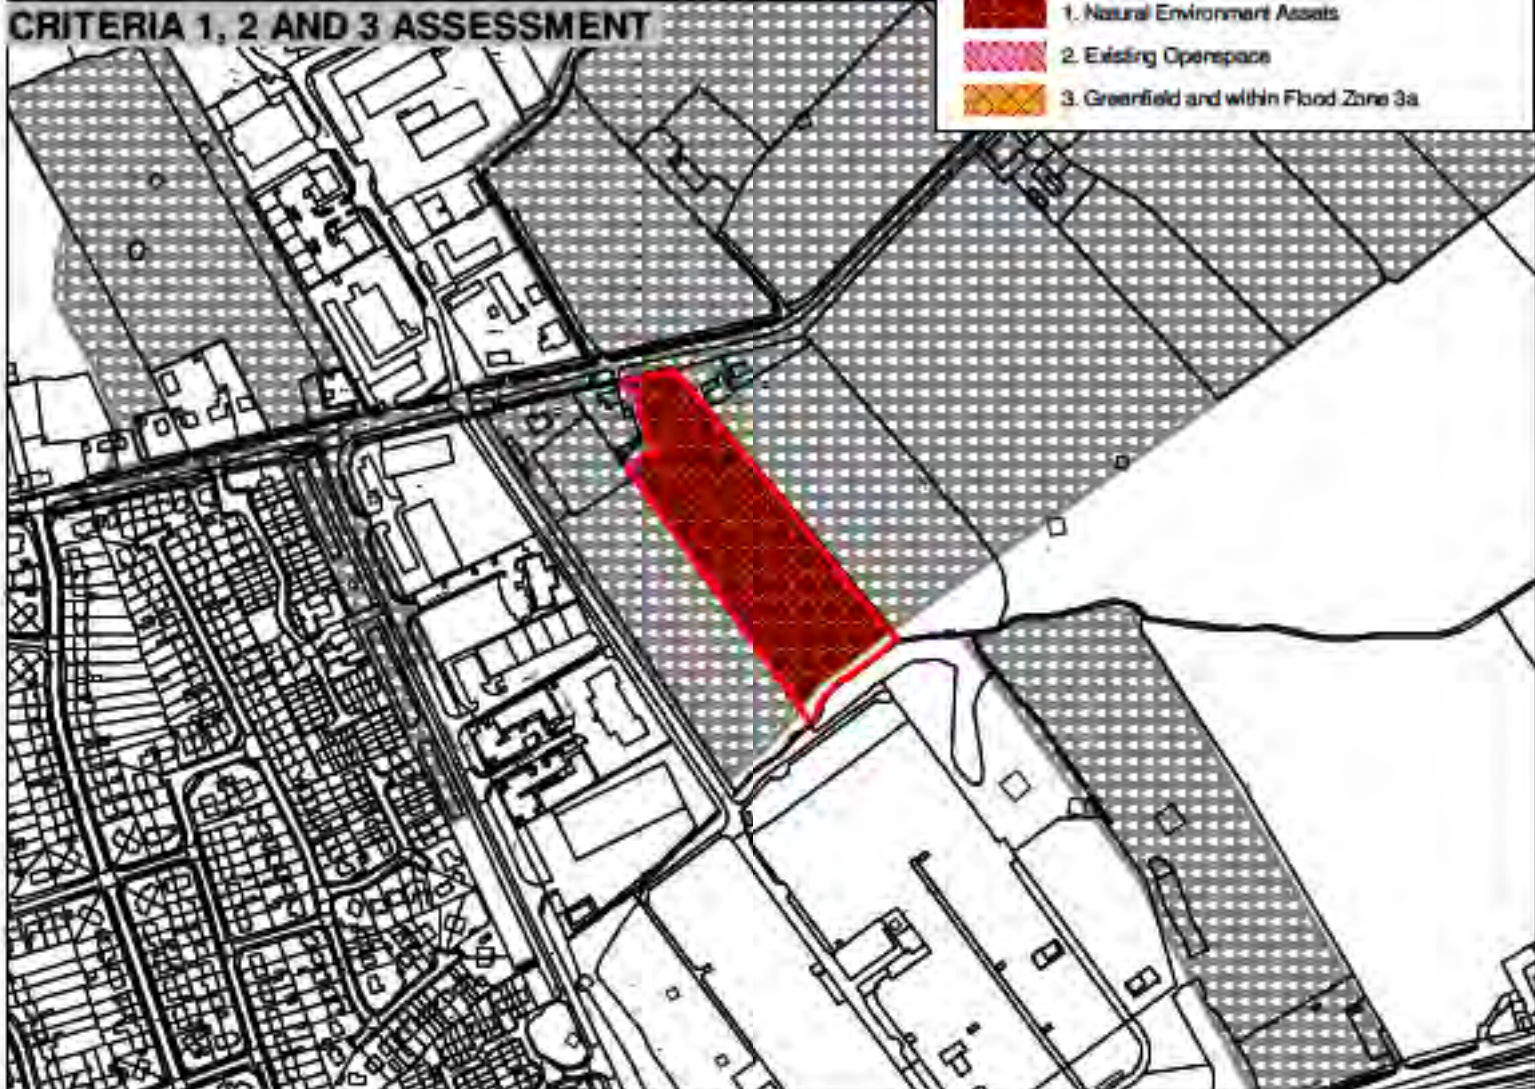 CRITERIA 1, 2 AND 3 ASSESSMENT
1. Natural Environment Assets
2. Existing Openspace
3. Greenfield and within Flood Zone 3a